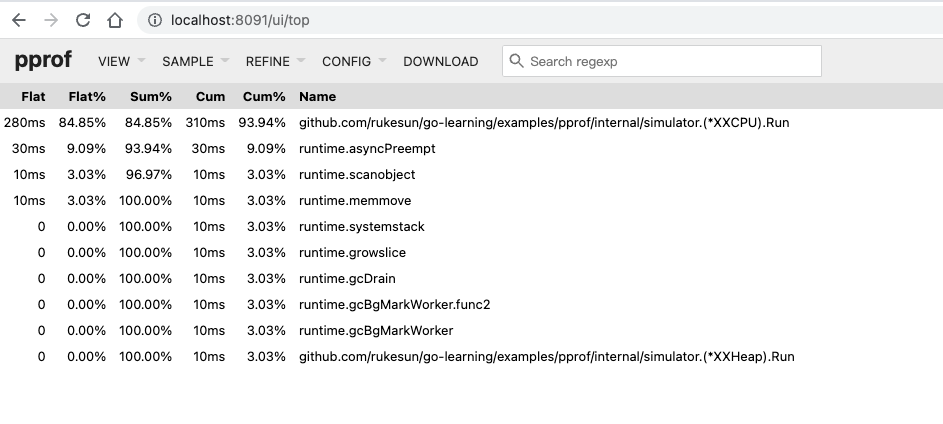 localhost:8091/ui/top
pprof VIEW SAMPLE REFINE CONFIG DOWNLOAD Search regexp
Flat Flat% Sum% Cum Cum% Name
280ms 84.85% 84.85% 310ms 93.94% github.com/rukesun/go-learning/examples/pprof/internal/simulator.(*XXCPU).Run
30ms 9.09% 93.94% 30ms 9.09% runtime.asyncPreempt
10ms 3.03% 96.97% 10ms 3.03% runtime.scanobject
10ms 3.03% 100.00% 10ms 3.03% runtime.memmove
0 0.00% 100.00% 10ms 3.03% runtime.systemstack
0 0.00% 100.00% 10ms 3.03% runtime.growslice
0 0.00% 100.00% 10ms 3.03% runtime.gcDrain
0 0.00% 100.00% 10ms 3.03% runtime.gcBgMarkWorker.func2
0 0.00% 100.00% 10ms 3.03% runtime.gcBgMarkWorker
0 0.00% 100.00% 10ms 3.03% github.com/rukesun/go-learning/examples/pprof/internal/simulator.(*XXHeap).Run